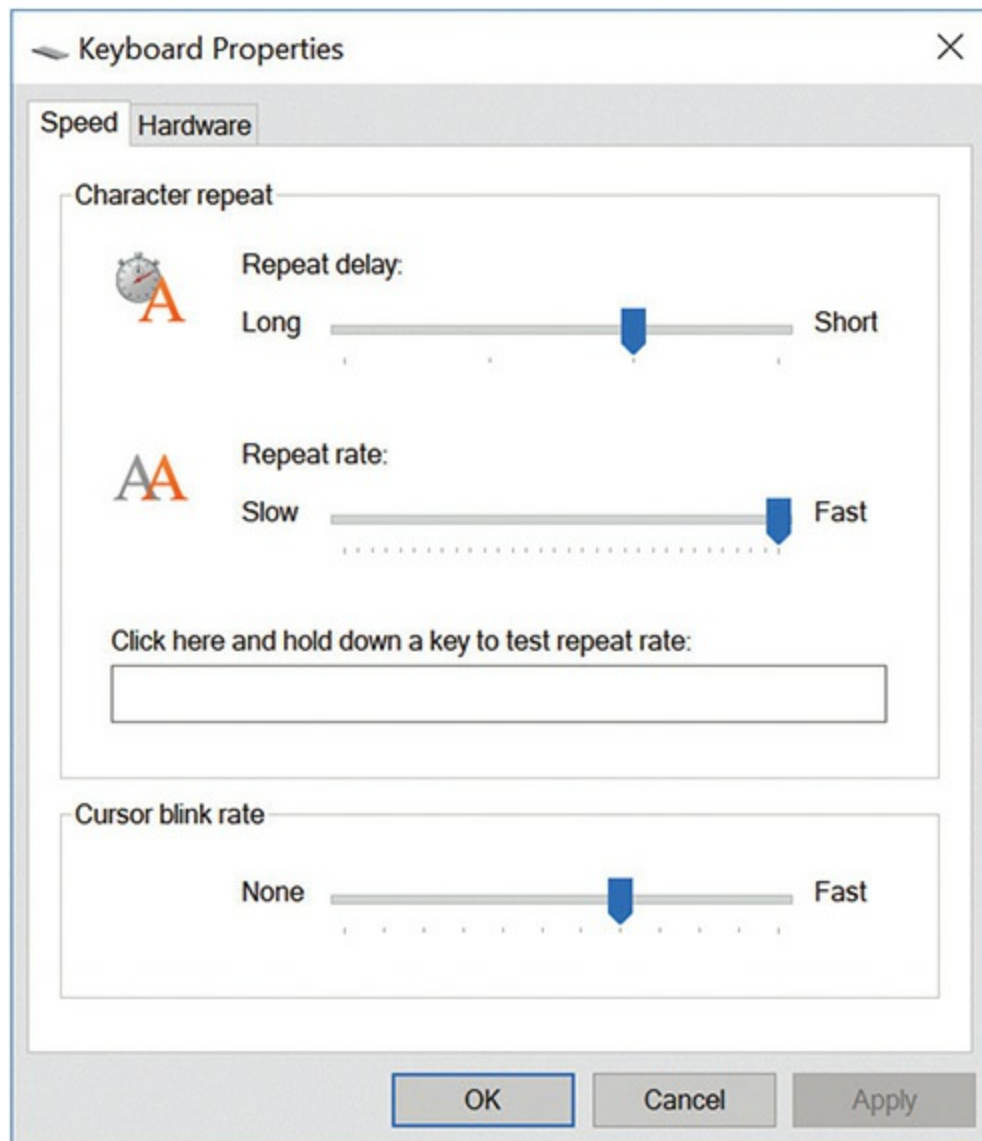 Keyboard Properties
Speed Hardware
Character repeat
Repeat delay:
Long Short
Repeat rate:
Slow Fast
Click here and hold down a key to test repeat rate:
Cursor blink rate
None Fast
OK Cancel Apply